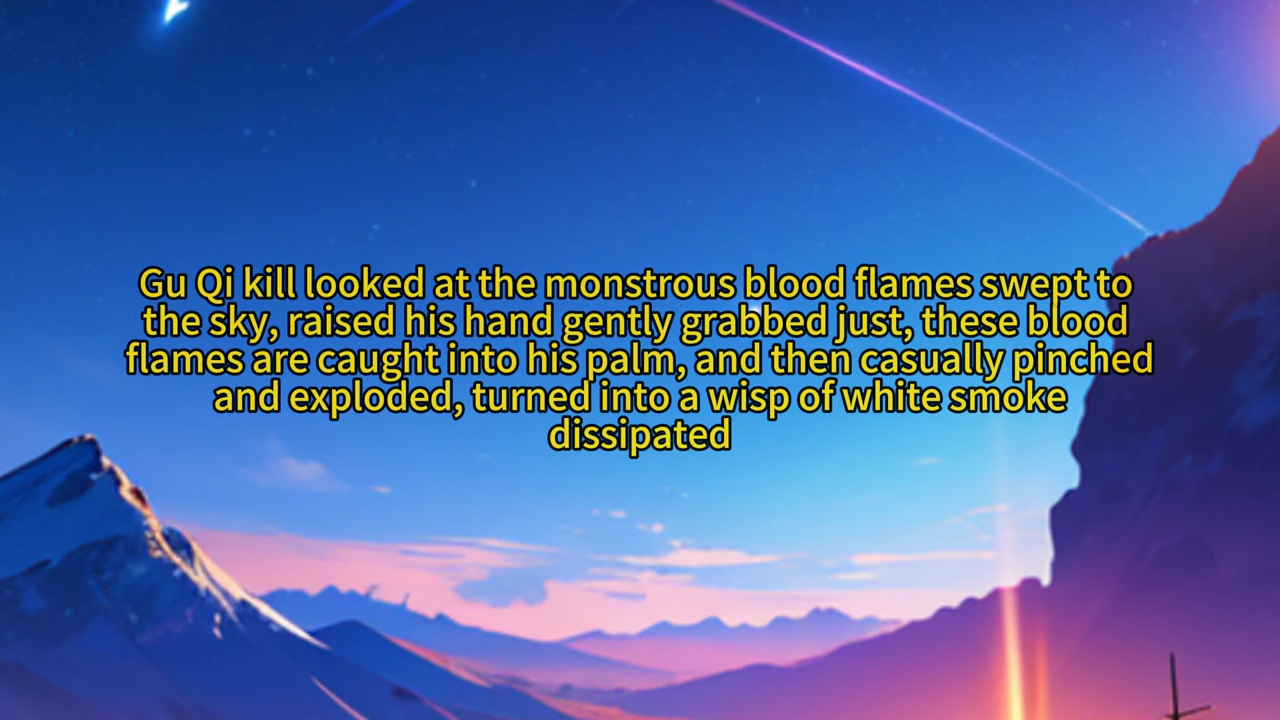 Gu Qi kill looked at the monstrous blood flames swept to
the sky, raised his hand gently grabbed just, these blood
flames are caught into his palm, and then casually pinched
and exploded, turned into a wisp of white smoke
dissipated